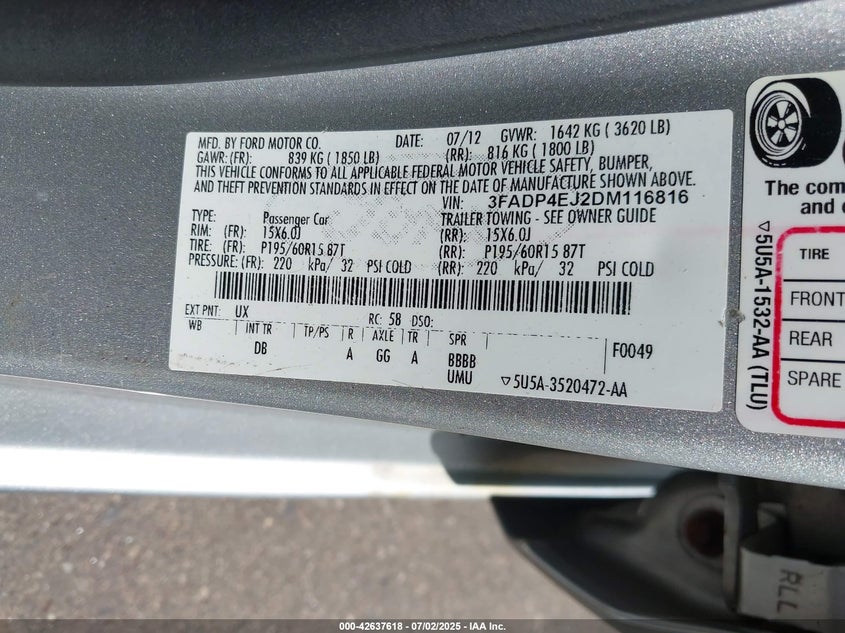 MFD. BY FORD MOTOR CO. DATE: 07/12 GVWR: 1642 KG ( 3620 LB)
GAWR: (FR): 839 KG ( 1850 LB) (RR): 816 KG ( 1800 LB)
THIS VEHICLE CONFORMS TO ALL APPLICABLE FEDERAL MOTOR VEHICLE SAFETY, BUMPER,
AND THEFT PREVENTION STANDARDS IN EFFECT ON THE DATE OF MANUFACTURE SHOWN ABOVE.
VIN: 3FADP4EJ2DM116816
TYPE: Passenger Car TRAILER TOWING - SEE OWNER GUIDE
RIM: (FR): 15X6.0J (RR): 15X6.0J
TIRE: (FR): P195/60R15 87T (RR): P195/60R15 87T
PRESSURE: (FR): 220 kPa/ 32 PSI COLD (RR): 220 kPa/ 32 PSI COLD
EXT PNT: UX RC: 58 DSO:
WB INT TR TP/PS R AXLE TR SPR
DB A GG A BBBB F0049
UMU ▽5U5A-3520472-AA
▽5U5A-1532-AA (TLU)
The com
and
TIRE
FRONT
REAR
SPARE
RLL
000-42637618 - 07/02/2025 - IAA Inc.